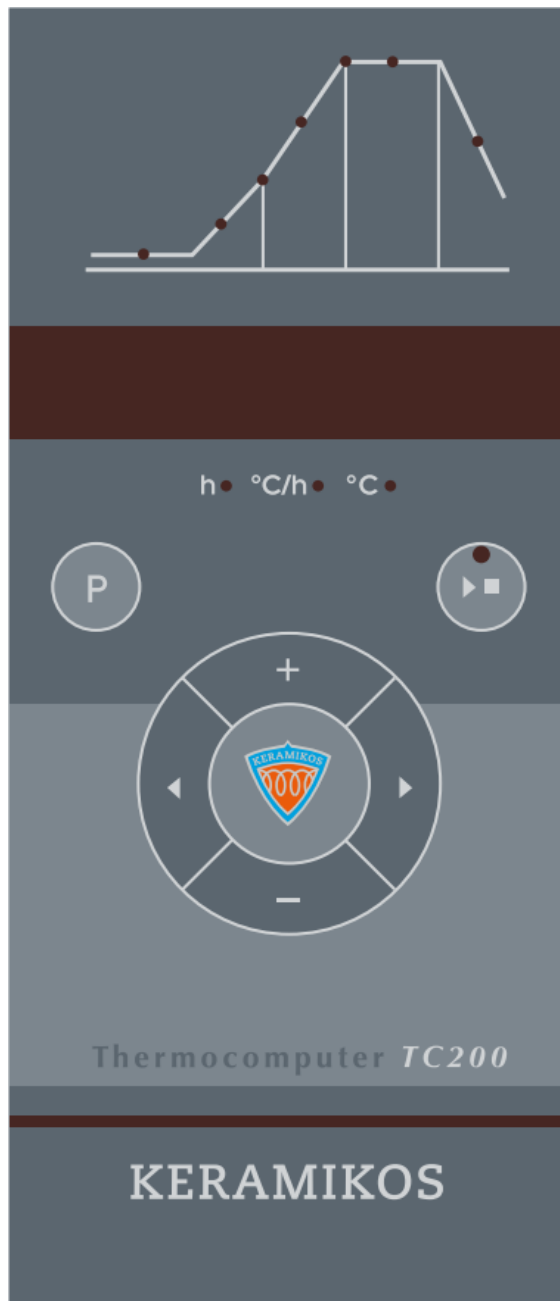 h °C/h °C
P
+
KERAMIKOS
−
Thermocomputer TC200
KERAMIKOS